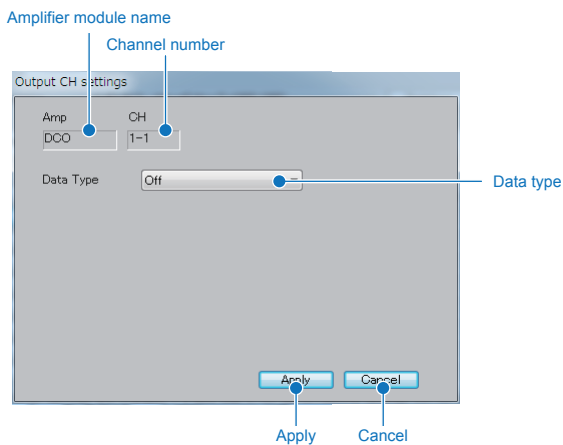 Amplifier module name
Channel number
Output CH settings
Amp CH
DCO 1-1
Data Type Off
Data type
Apply Cancel
Apply Cancel